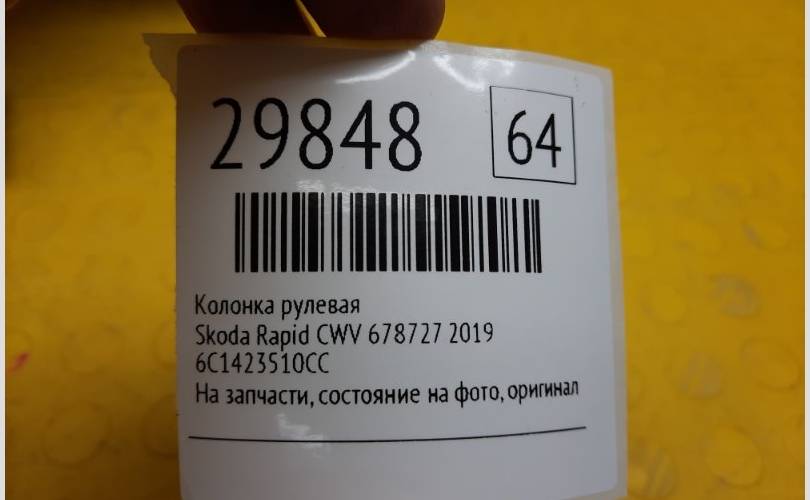 29848 64
Колонка рулевая
Skoda Rapid CWV 678727 2019
6C1423510CC
На запчасти, состояние на фото, оригинал